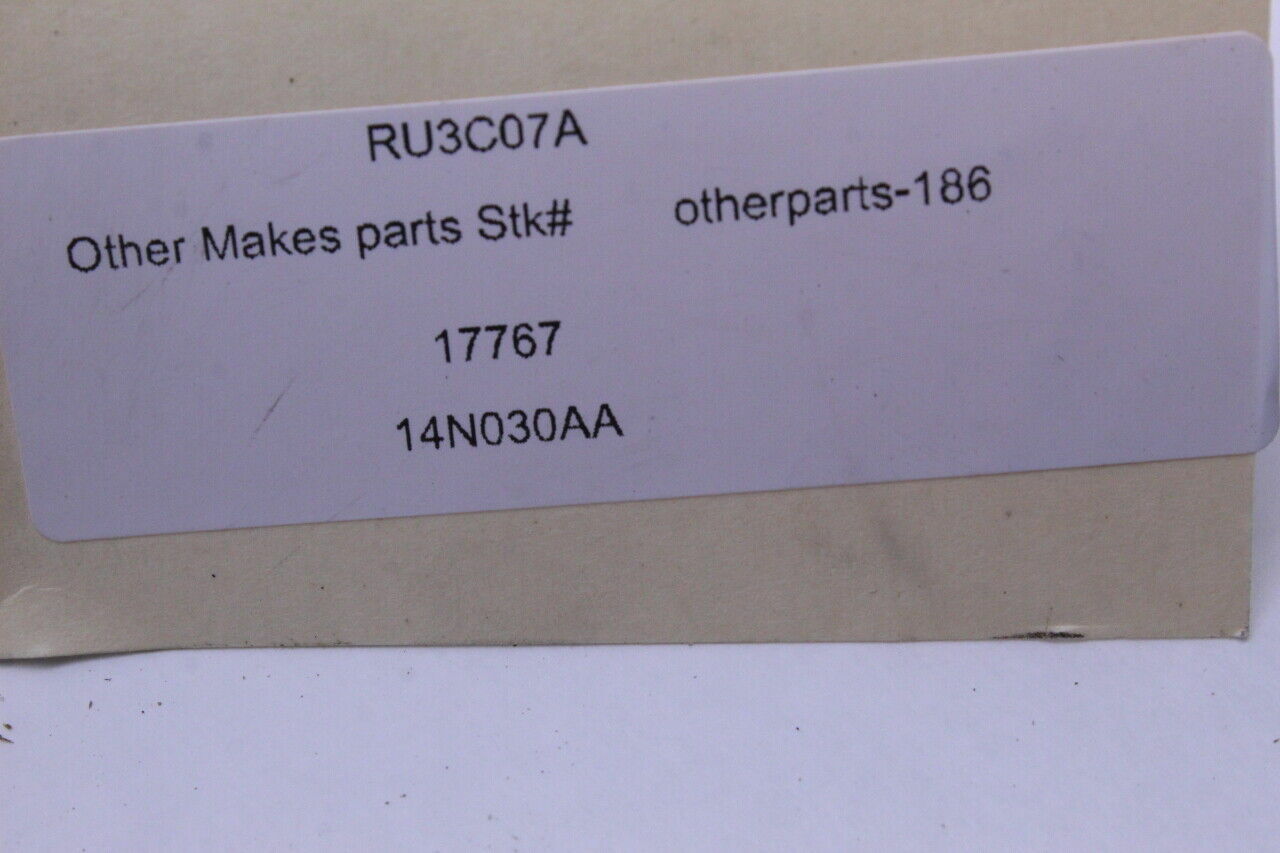 RU3C07A
Other Makes parts Stk# otherparts-186
17767
14N030AA